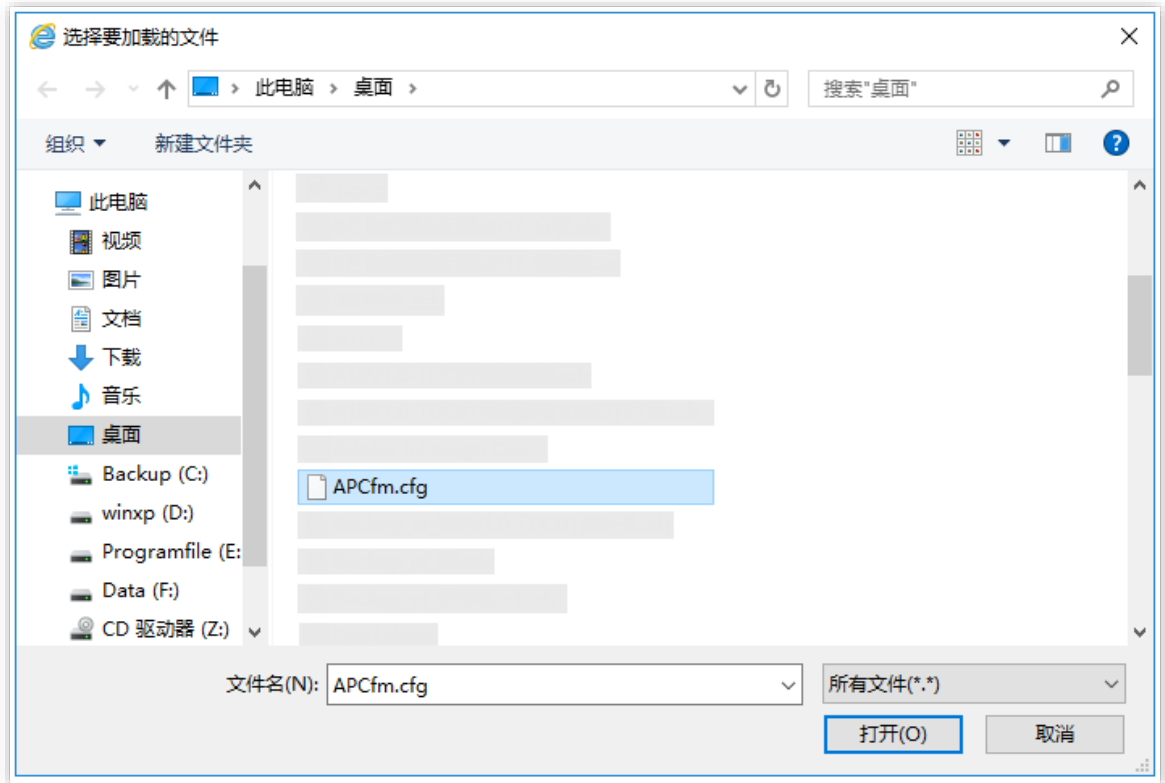 选择要加载的文件
此电脑 桌面 搜索"桌面"
组织 新建文件夹
此电脑
视频
图片
文档
下载
音乐
桌面
Backup (C:)
APCfm.cfg
winxp (D:)
Programfile (E:
Data (F:)
CD 驱动器 (Z:)
文件名(N): APCfm.cfg 所有文件(*.*)
打开(O) 取消